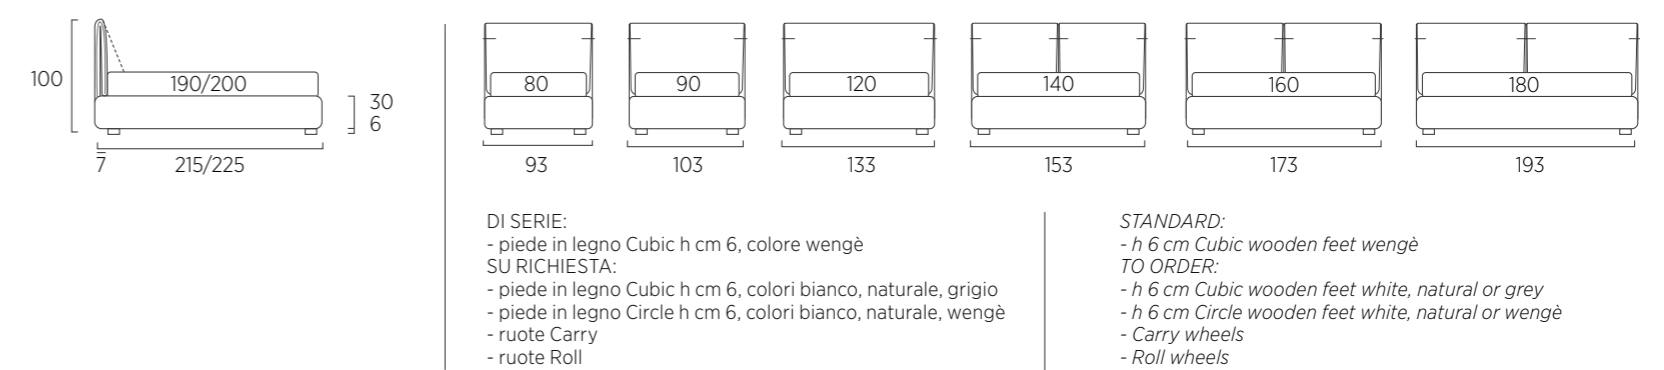 100
190/200
30
6
7
215/225
80
90
120
140
160
180
93
103
133
153
173
193
DI SERIE:
- piede in legno Cubic h cm 6, colore wengè
SU RICHIESTA:
- piede in legno Cubic h cm 6, colori bianco, naturale, grigio
- piede in legno Circle h cm 6, colori bianco, naturale, wengè
- ruote Carry
- ruote Roll
STANDARD:
- h 6 cm Cubic wooden feet wengè
TO ORDER:
- h 6 cm Cubic wooden feet white, natural or grey
- h 6 cm Circle wooden feet white, natural or wengè
- Carry wheels
- Roll wheels